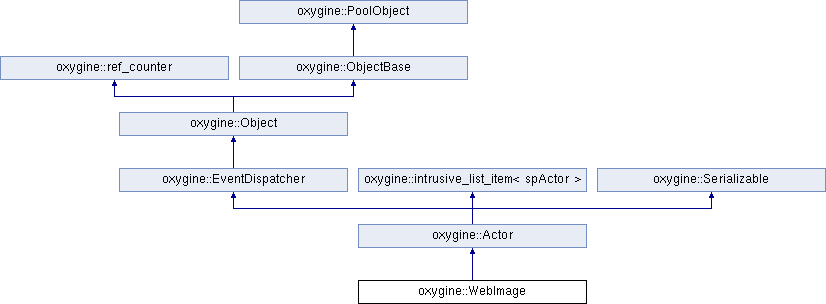 oxygine::PoolObject
oxygine::ref_counter
oxygine::ObjectBase
oxygine::Object
oxygine::EventDispatcher
oxygine::intrusive_list_item< spActor >
oxygine::Serializable
oxygine::Actor
oxygine::WebImage